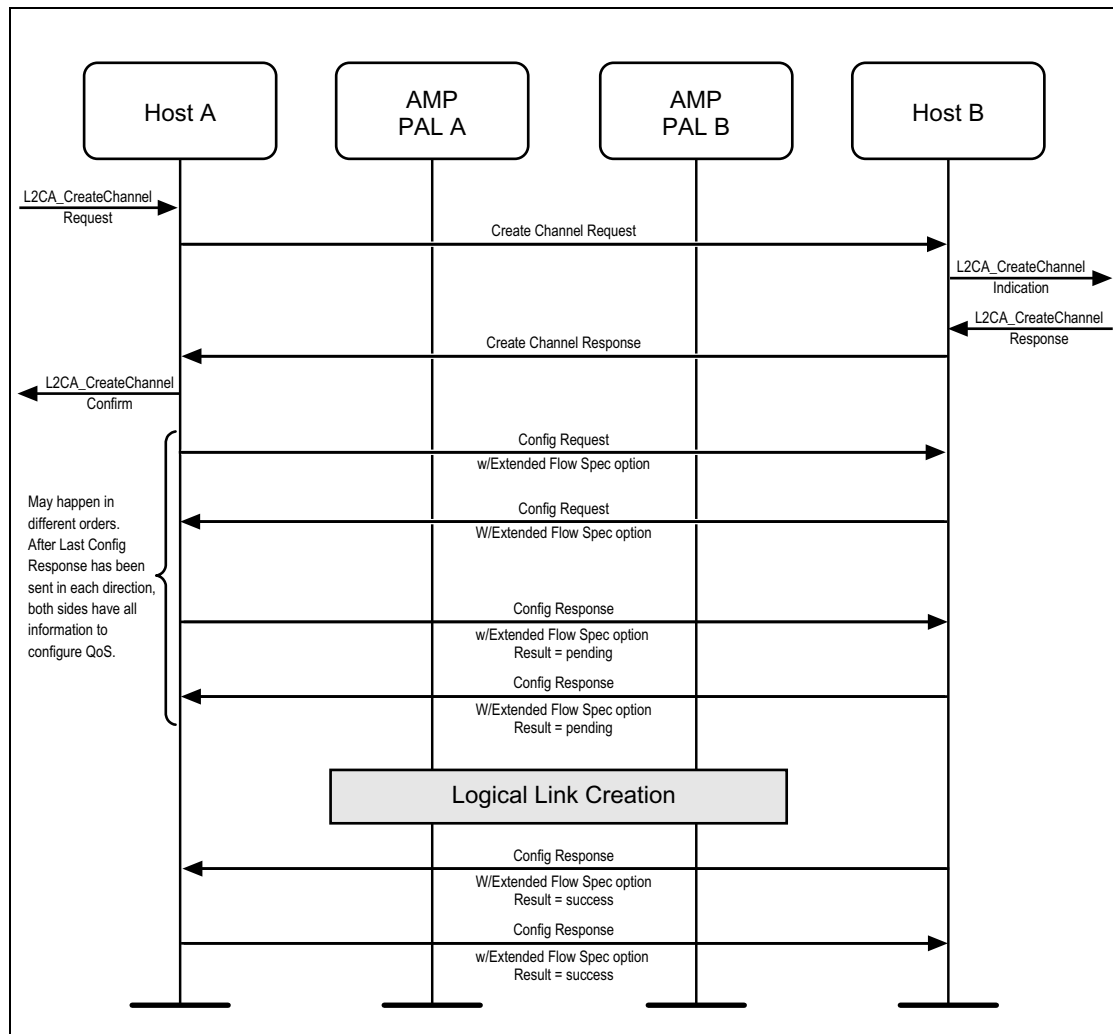 Host A
AMP
PAL A
AMP
PAL B
Host B
L2CA_CreateChannel
Request
Create Channel Request
L2CA_CreateChannel
Indication
L2CA_CreateChannel
Response
Create Channel Response
L2CA_CreateChannel
Confirm
Config Request
w/Extended Flow Spec option
May happen in
different orders.
After Last Config
Response has been
sent in each direction,
both sides have all
information to
configure QoS.
Config Request
W/Extended Flow Spec option
Config Response
w/Extended Flow Spec option
Result = pending
Config Response
W/Extended Flow Spec option
Result = pending
Logical Link Creation
Config Response
W/Extended Flow Spec option
Result = success
Config Response
w/Extended Flow Spec option
Result = success